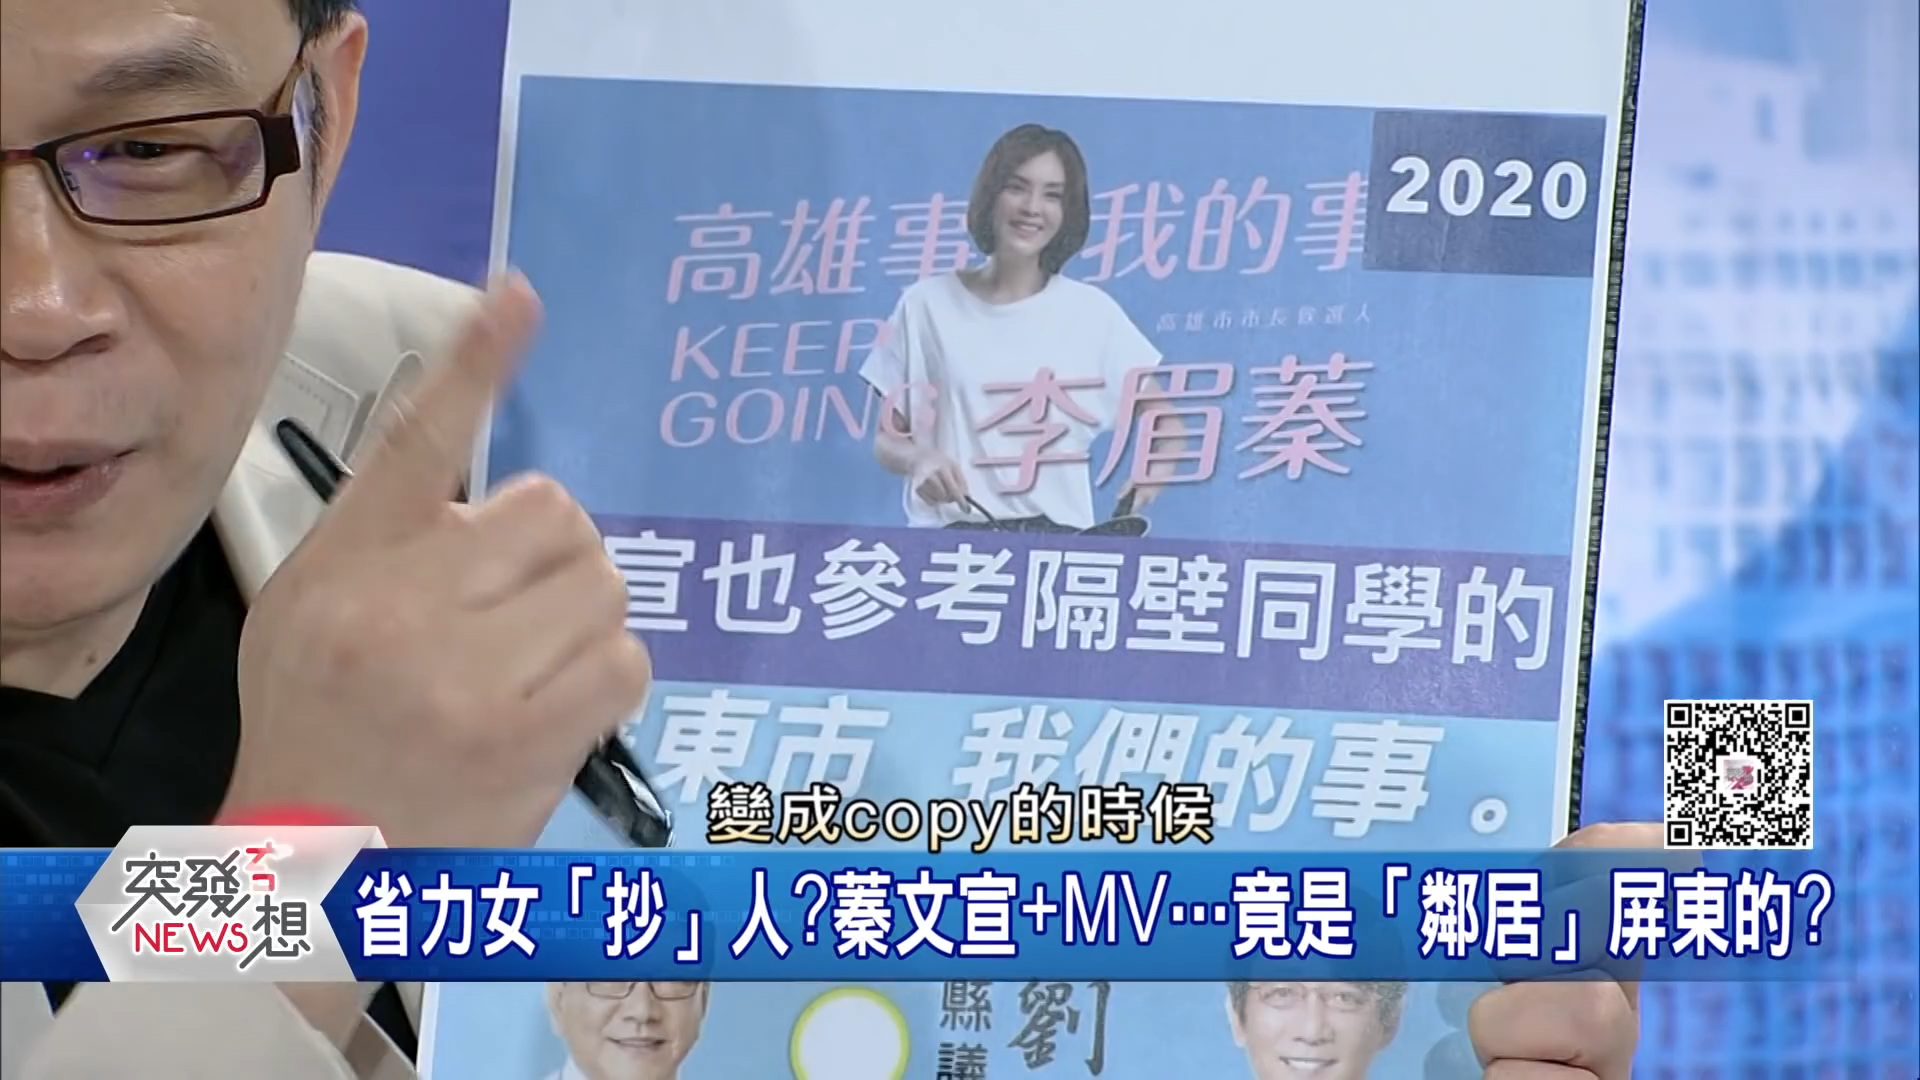 2020
高雄事 我的事
KEEP
GOING
高雄市市長候選人
李眉蓁
宣也參考隔壁同學的
東市 我們的事。
變成copy的時候
突發奇想
NEWS
省力女「抄」人?蓁文宣+MV…竟是「鄰居」屏東的?
縣議
劉